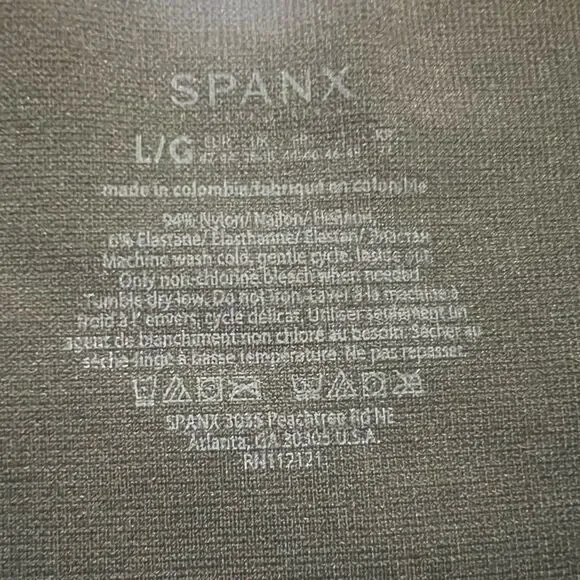 SPANX
L/G
made in colombia/fabriqué en colombie
94% Nylon/ Nailon/ Нейлон,
6% Elastane/ Elasthanne/ Elastan/ Эластан
Machine wash cold, gentle cycle. Inside out.
Only non-chlorine bleach when needed.
Tumble dry low. Do not iron. Laver à la machine à
froid à l'envers, cycle délicat. Utiliser seulement un
agent de blanchiment non chloré au besoin. Sécher au
sèche-linge à basse température. Ne pas repasser.
SPANX 3035 Peachtree Rd NE
Atlanta, GA 30305 U.S.A.
RN112121